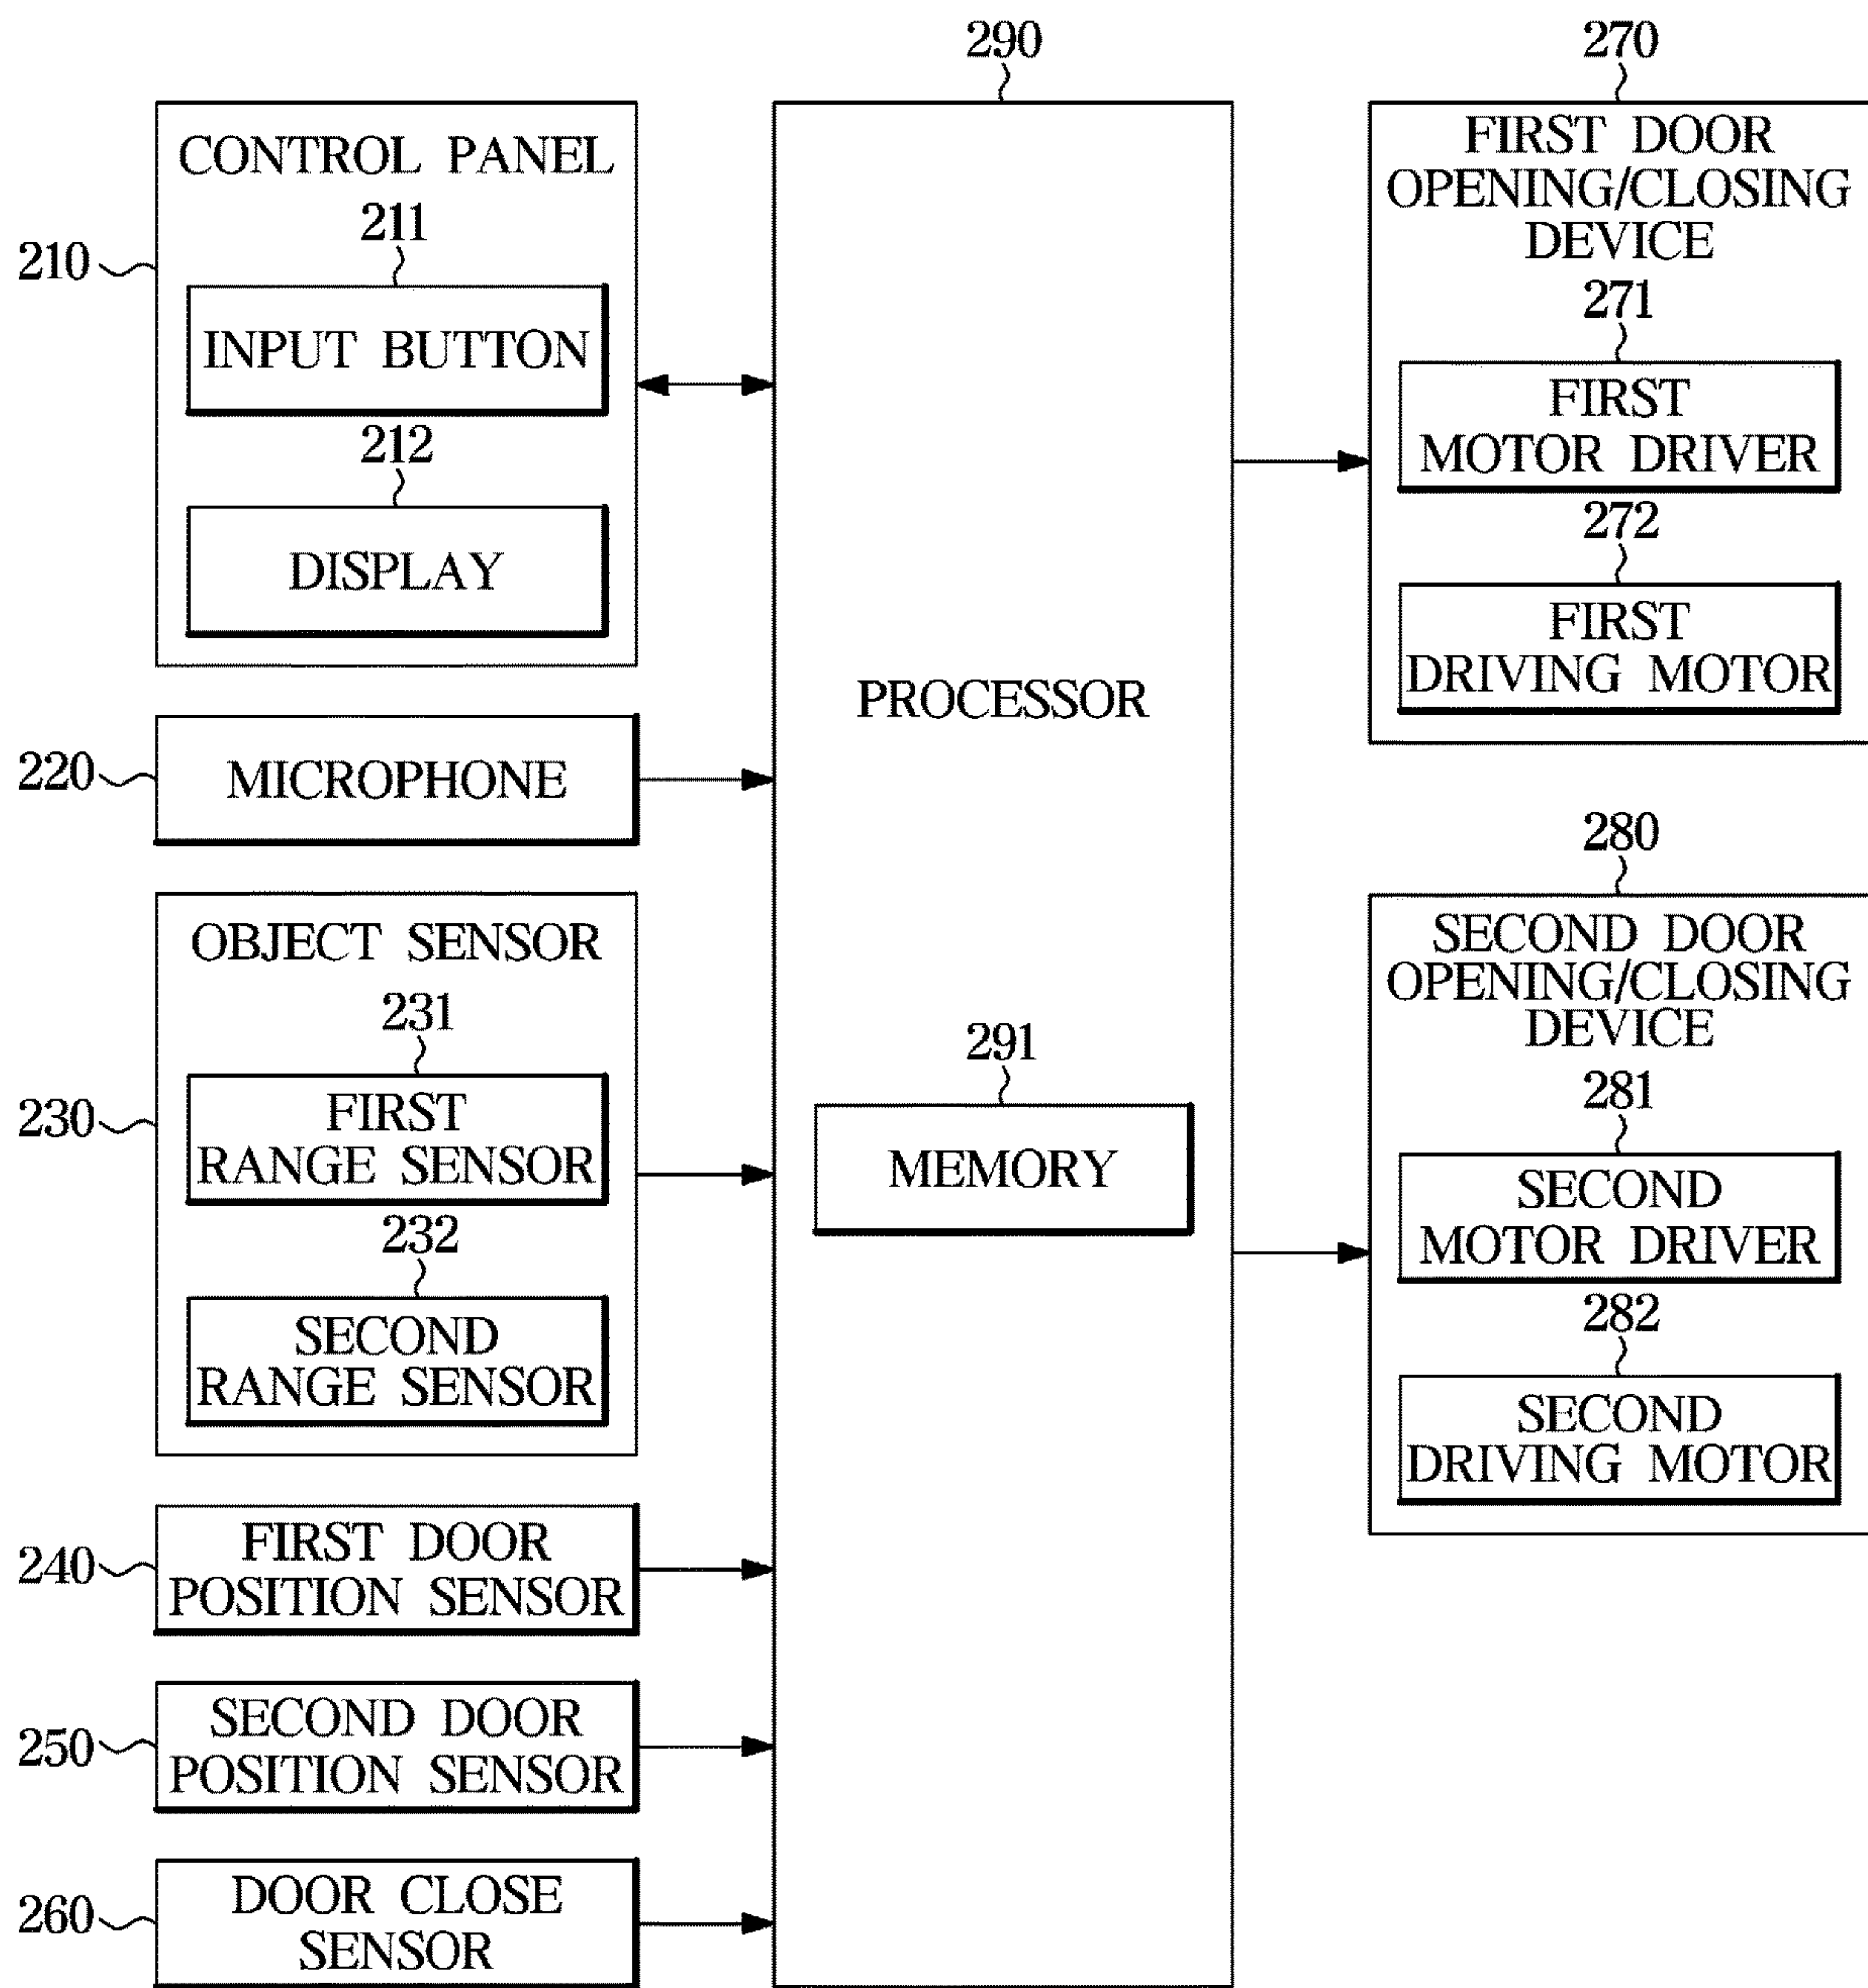 290
270
CONTROL PANEL
211
210
INPUT BUTTON
212
DISPLAY
220
MICROPHONE
OBJECT SENSOR
231
230
FIRST
RANGE SENSOR
232
SECOND
RANGE SENSOR
240
FIRST DOOR
POSITION SENSOR
250
SECOND DOOR
POSITION SENSOR
260
DOOR CLOSE
SENSOR
PROCESSOR
291
MEMORY
FIRST DOOR
OPENING/CLOSING
DEVICE
271
FIRST
MOTOR DRIVER
272
FIRST
DRIVING MOTOR
280
SECOND DOOR
OPENING/CLOSING
DEVICE
281
SECOND
MOTOR DRIVER
282
SECOND
DRIVING MOTOR